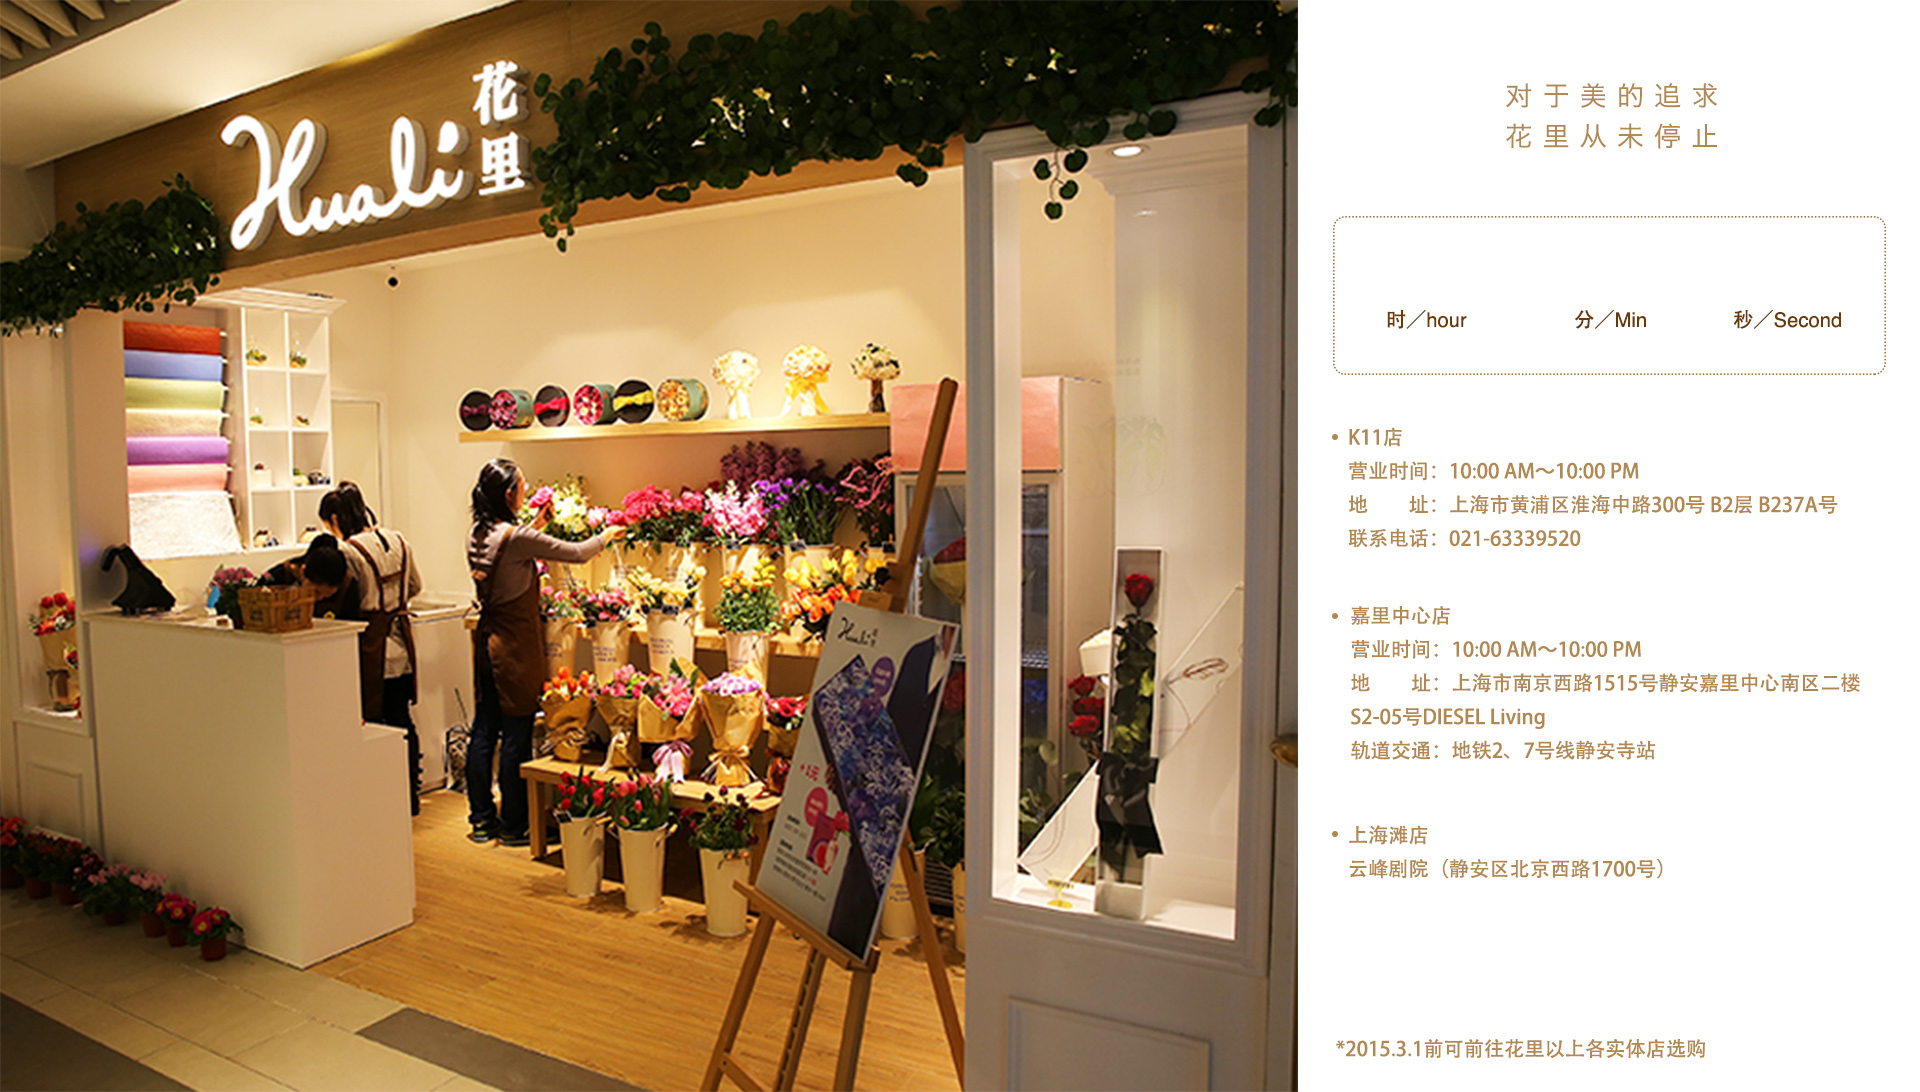 Huali
花里
Huali
对于美的追求
花里从未停止
时／hour 分／Min 秒／Second
• K11店
营业时间：10:00 AM～10:00 PM
地 址：上海市黄浦区淮海中路300号 B2层 B237A号
联系电话：021-63339520
• 嘉里中心店
营业时间：10:00 AM～10:00 PM
地 址：上海市南京西路1515号静安嘉里中心南区二楼
S2-05号DIESEL Living
轨道交通：地铁2、7号线静安寺站
• 上海滩店
云峰剧院（静安区北京西路1700号）
*2015.3.1前可前往花里以上各实体店选购